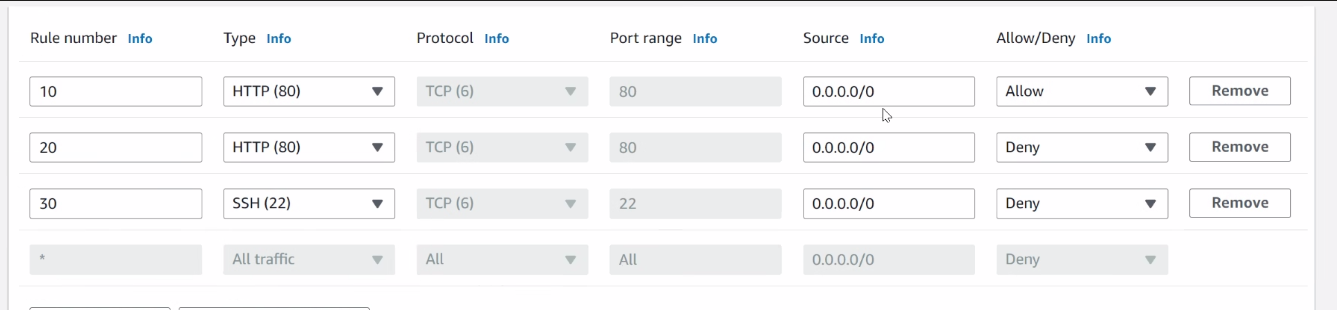 Rule number Info Type Info Protocol Info Port range Info Source Info Allow/Deny Info
10 HTTP (80) TCP (6) 80 0.0.0.0/0 Allow Remove
20 HTTP (80) TCP (6) 80 0.0.0.0/0 Deny Remove
30 SSH (22) TCP (6) 22 0.0.0.0/0 Deny Remove
* All traffic All All 0.0.0.0/0 Deny